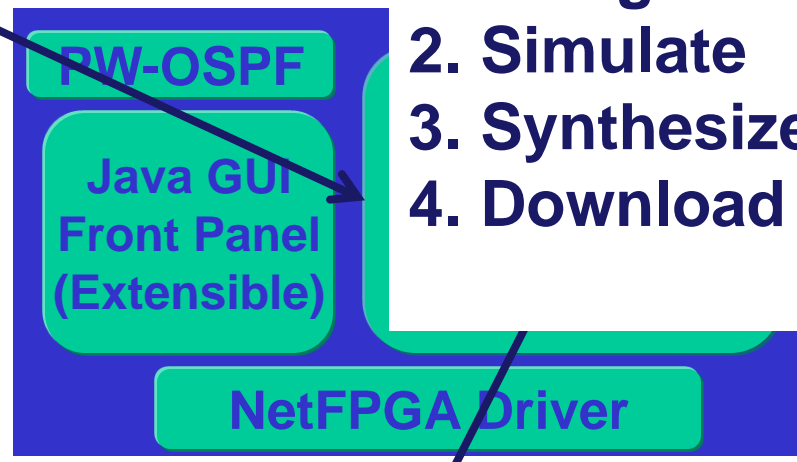 PW-OSPF
Java GUI
Front Panel
(Extensible)
2. Simulate
3. Synthesize
4. Download
NetFPGA Driver